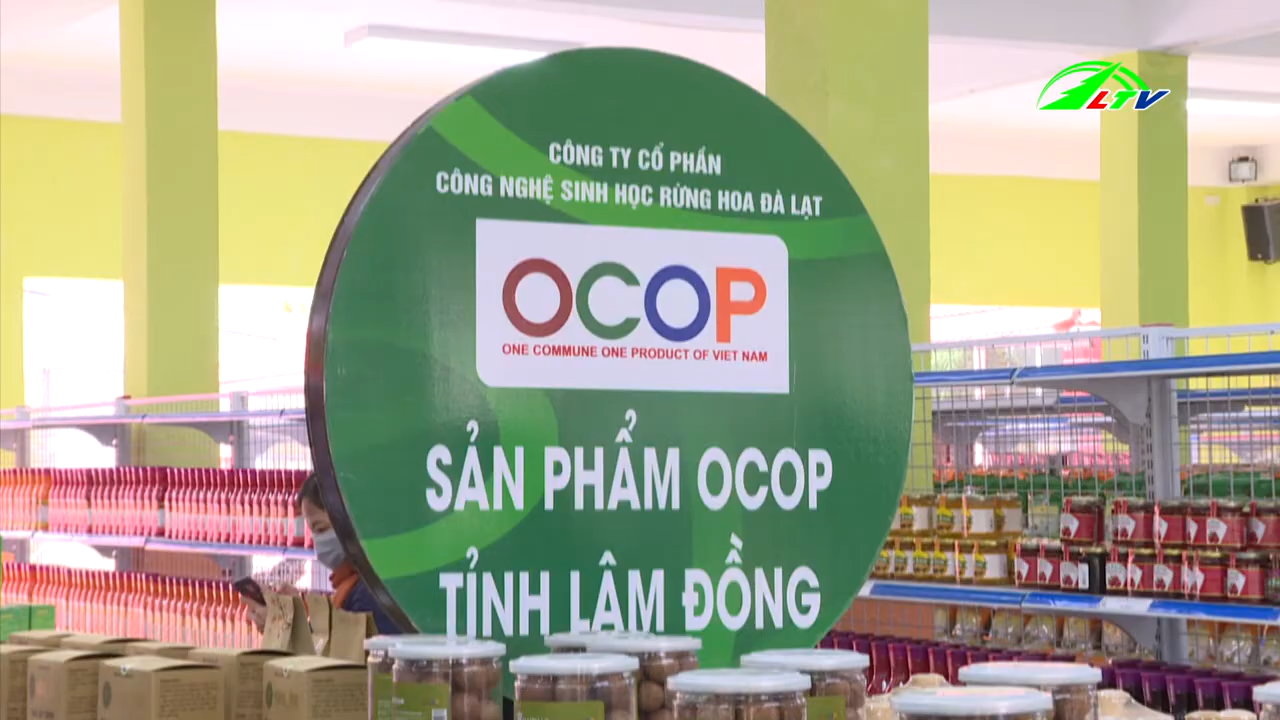 LTV
CÔNG TY CỔ PHẦN
CÔNG NGHỆ SINH HỌC RỪNG HOA ĐÀ LẠT
OCOP
ONE COMMUNE ONE PRODUCT OF VIET NAM
SẢN PHẨM OCOP
TỈNH LÂM ĐỒNG